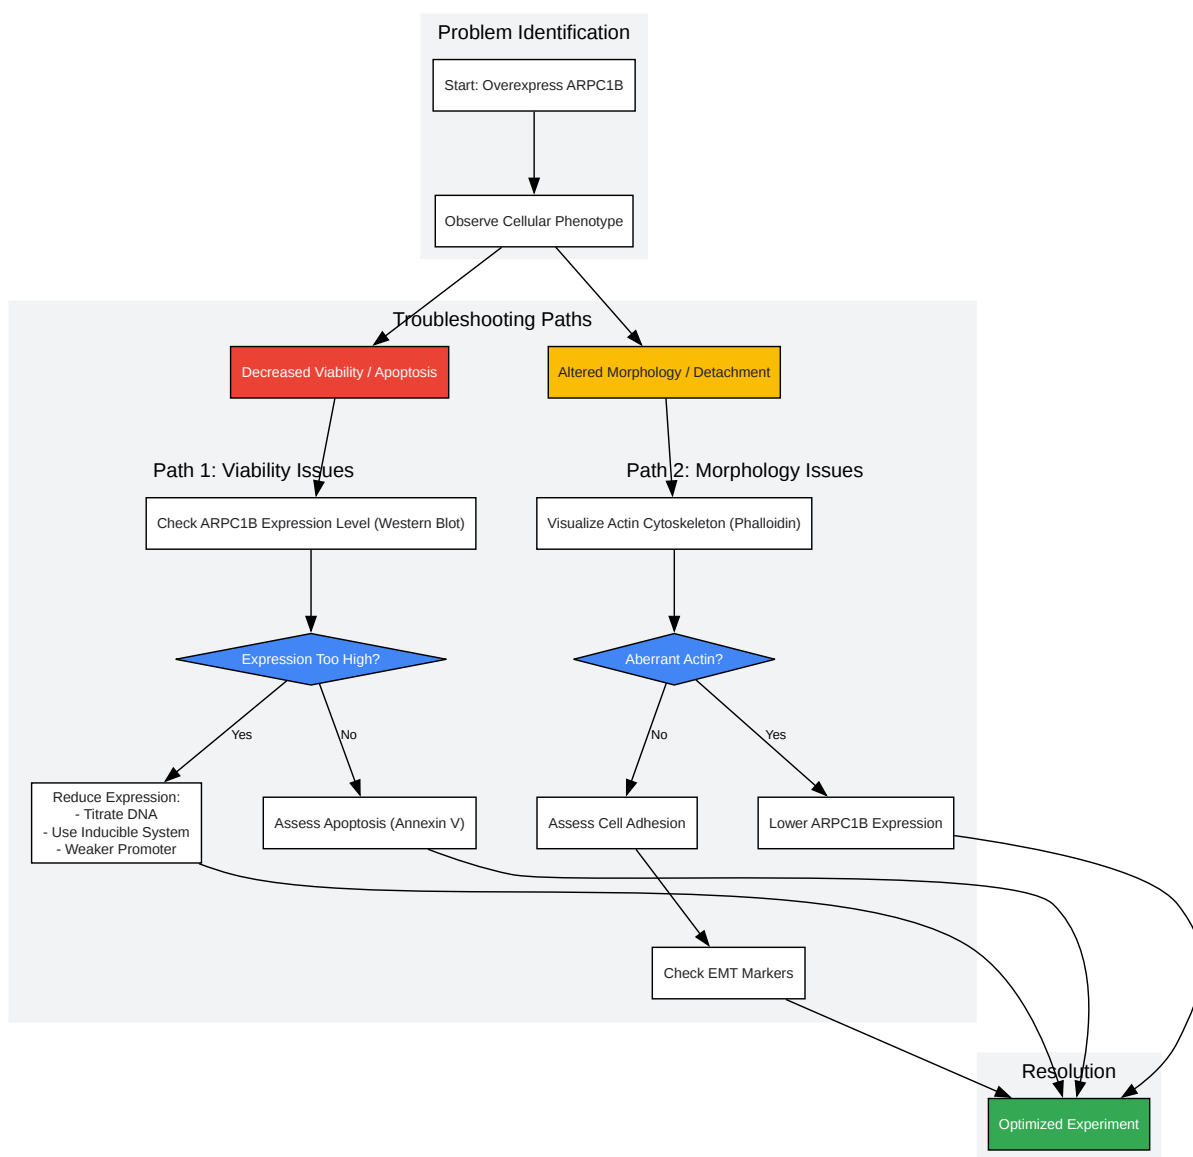 Problem Identification
Start: Overexpress ARPC1B
Observe Cellular Phenotype
Troubleshooting Paths
Decreased Viability / Apoptosis
Altered Morphology / Detachment
Path 1: Viability Issues
Path 2: Morphology Issues
Check ARPC1B Expression Level (Western Blot)
Visualize Actin Cytoskeleton (Phalloidin)
Expression Too High?
Aberrant Actin?
Yes
No
No
Yes
Reduce Expression:
- Titrate DNA
- Use Inducible System
- Weaker Promoter
Assess Apoptosis (Annexin V)
Assess Cell Adhesion
Lower ARPC1B Expression
Check EMT Markers
Resolution
Optimized Experiment